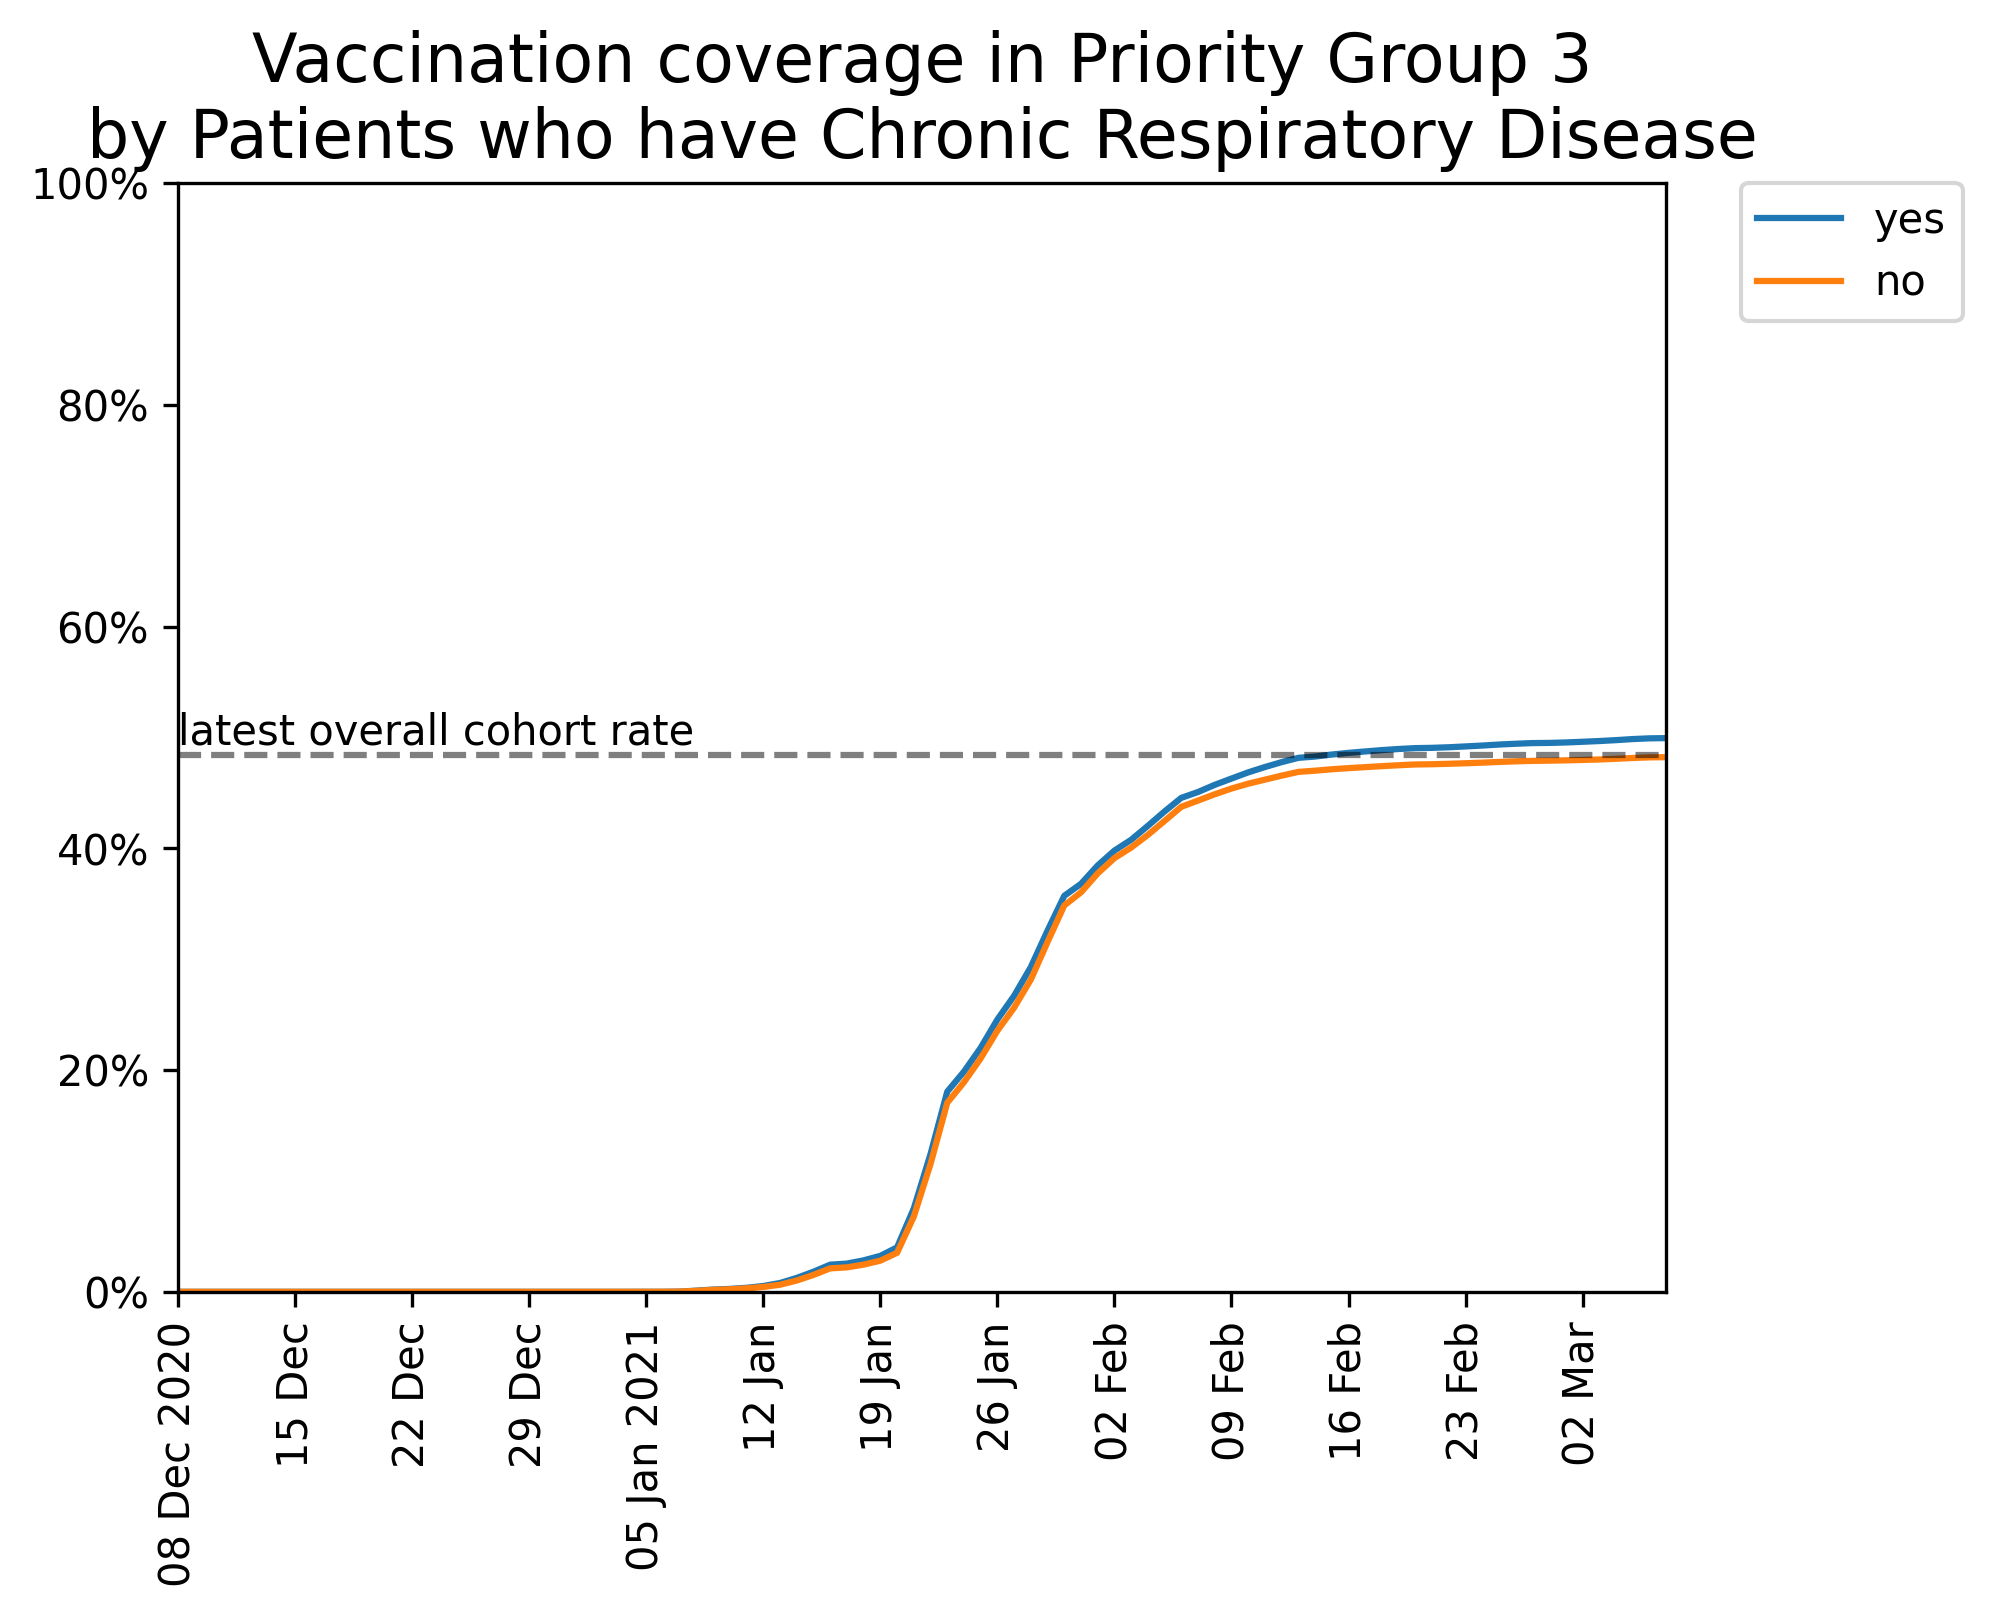 Vaccination coverage in Priority Group 3
by Patients who have Chronic Respiratory Disease
100%
80%
60%
40%
20%
0%
latest overall cohort rate
yes
no
08 Dec 2020
15 Dec
22 Dec
29 Dec
05 Jan 2021
12 Jan
19 Jan
26 Jan
02 Feb
09 Feb
16 Feb
23 Feb
02 Mar